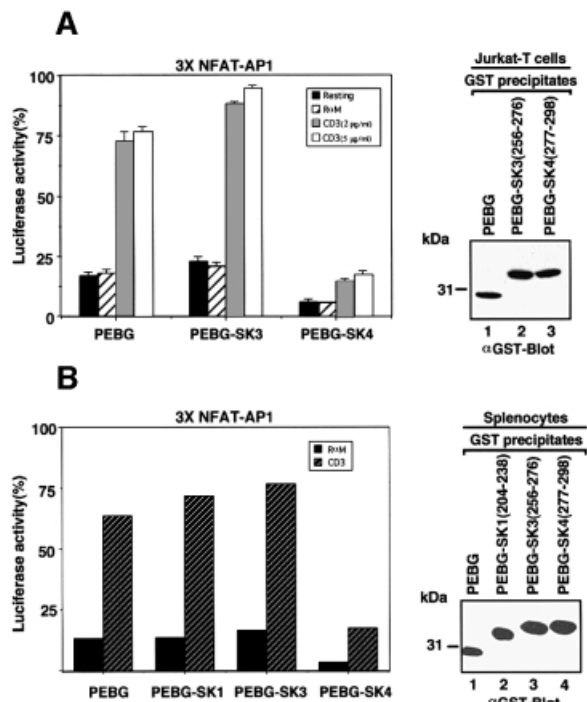 A
3X NFAT-AP1
Luciferase activity(%)
100
75
50
25
0
Resting
RαM
CD3(2 µg/ml)
CD3(5 µg/ml)
PEBG PEBG-SK3 PEBG-SK4
Jurkat-T cells
GST precipitates
PEBG
PEBG-SK3(256-276)
PEBG-SK4(277-298)
kDa
31
1 2 3
αGST-Blot
B
3X NFAT-AP1
Luciferase activity(%)
100
75
50
25
RαM
CD3
PEBG PEBG-SK1 PEBG-SK3 PEBG-SK4
Splenocytes
GST precipitates
PEBG
PEBG-SK1(204-238)
PEBG-SK3(256-276)
PEBG-SK4(277-298)
kDa
31
1 2 3 4
αGST-Blot